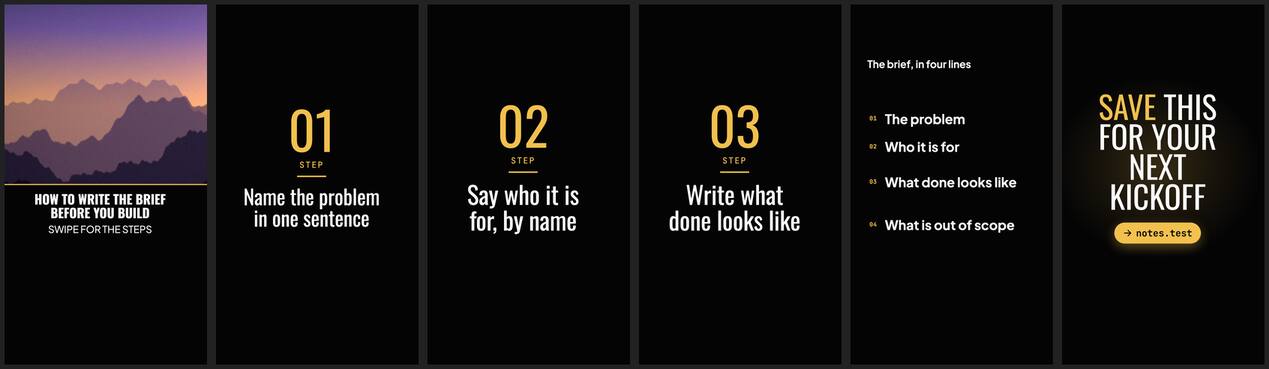 HOW TO WRITE THE BRIEF
BEFORE YOU BUILD
SWIPE FOR THE STEPS
01
STEP
Name the problem
in one sentence
02
STEP
Say who it is
for, by name
03
STEP
Write what
done looks like
The brief, in four lines
01 The problem
02 Who it is for
03 What done looks like
04 What is out of scope
SAVE THIS
FOR YOUR
NEXT
KICKOFF
→ notes.test